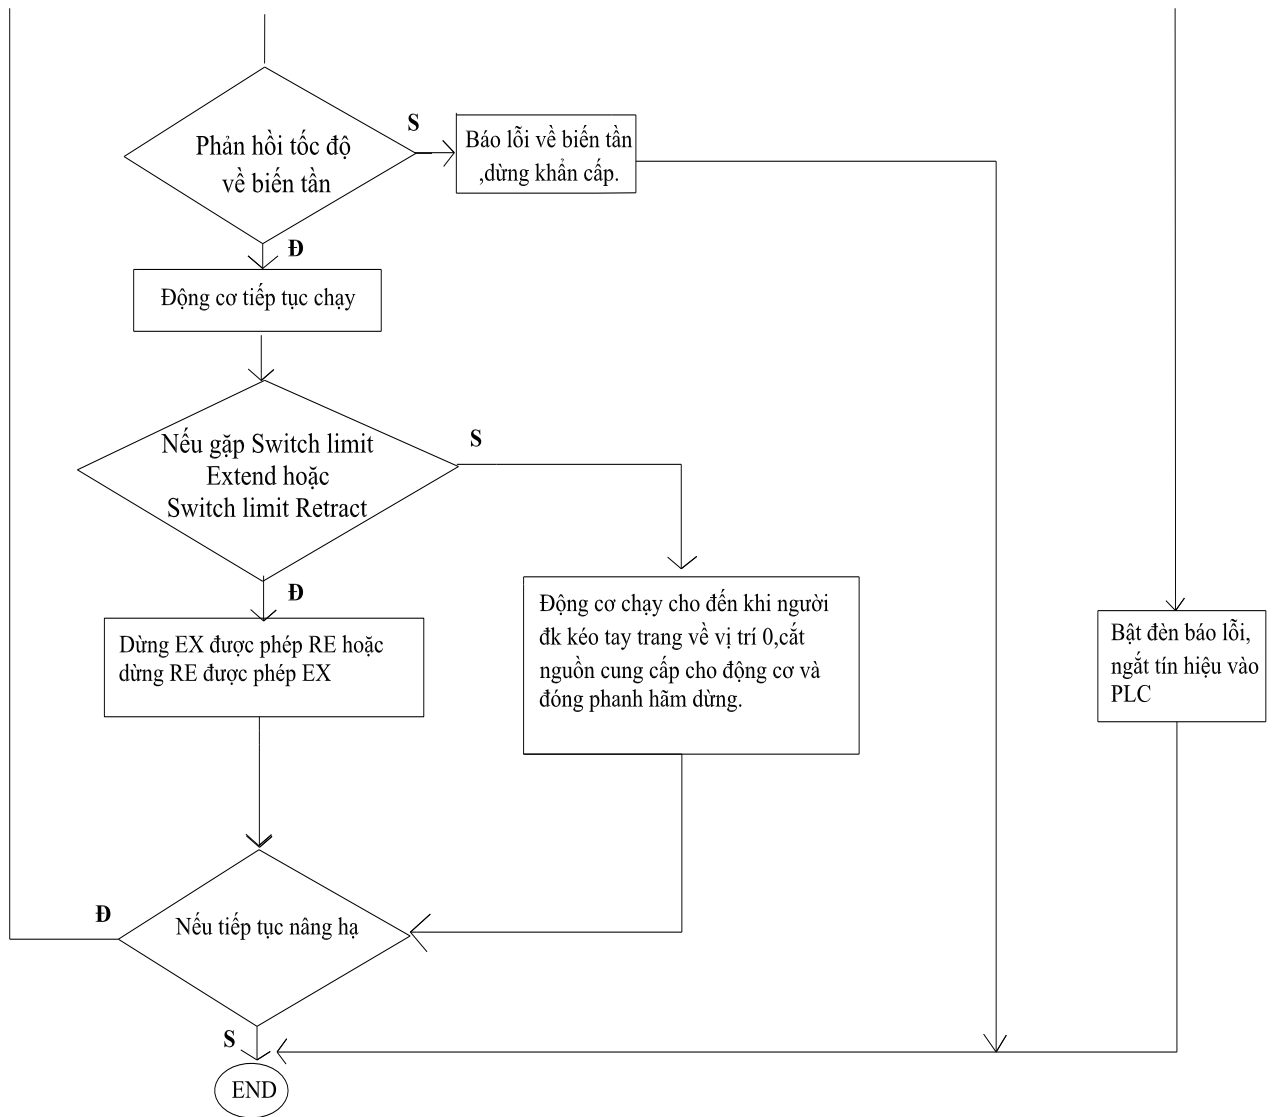 Phản hồi tốc độ
về biến tần
S
Báo lỗi về biến tần
,dừng khẩn cấp.
Đ
Động cơ tiếp tục chạy
Nếu gặp Switch limit
Extend hoặc
Switch limit Retract
S
Đ
Dừng EX được phép RE hoặc
dừng RE được phép EX
Động cơ chạy cho đến khi người
đk kéo tay trang về vị trí 0,cắt
nguồn cung cấp cho động cơ và
đóng phanh hãm dừng.
Bật đèn báo lỗi,
ngắt tín hiệu vào
PLC
Đ
Nếu tiếp tục nâng hạ
S
END